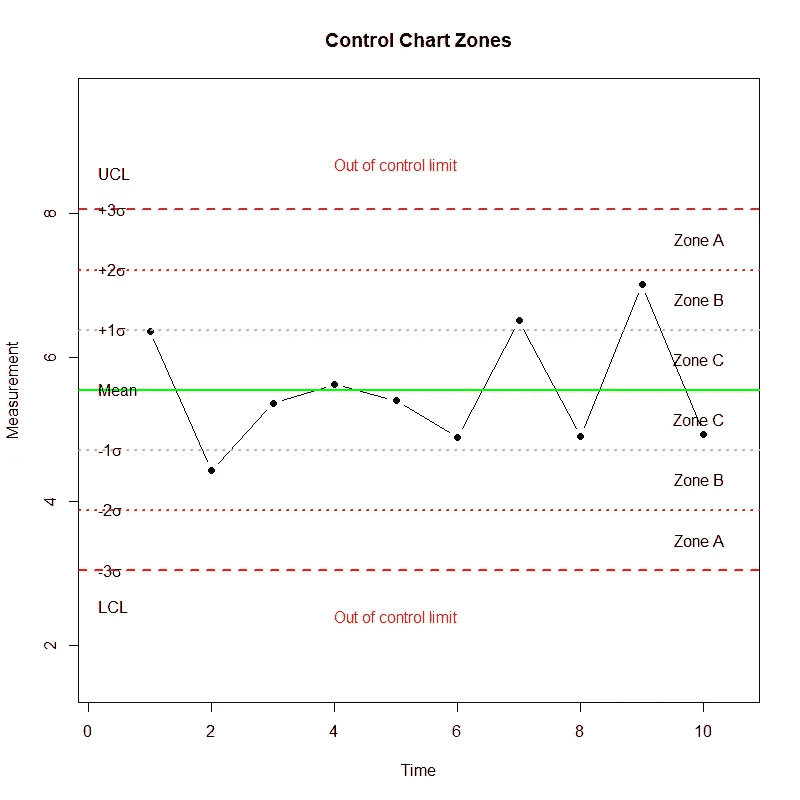 Control Chart Zones
Out of control limit
UCL
+3σ
8
Zone A
+2σ
Zone B
+1σ
6
Zone C
Measurement
Mean
Zone C
-1σ
Zone B
4
-2σ
Zone A
-3σ
LCL
Out of control limit
2
0 2 4 6 8 10
Time